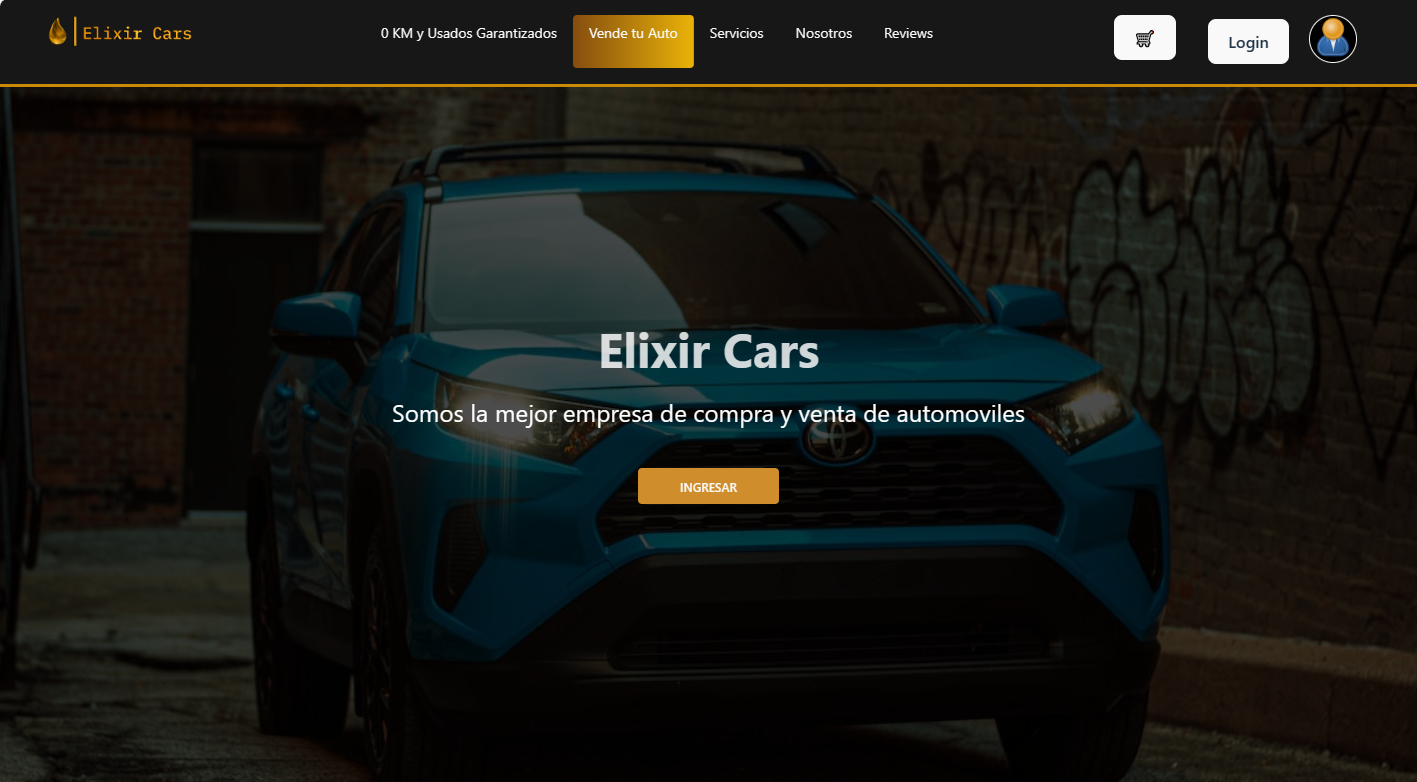 Elixir Cars
0 KM y Usados Garantizados
Vende tu Auto
Servicios
Nosotros
Reviews
Login
Elixir Cars
Somos la mejor empresa de compra y venta de automoviles
INGRESAR